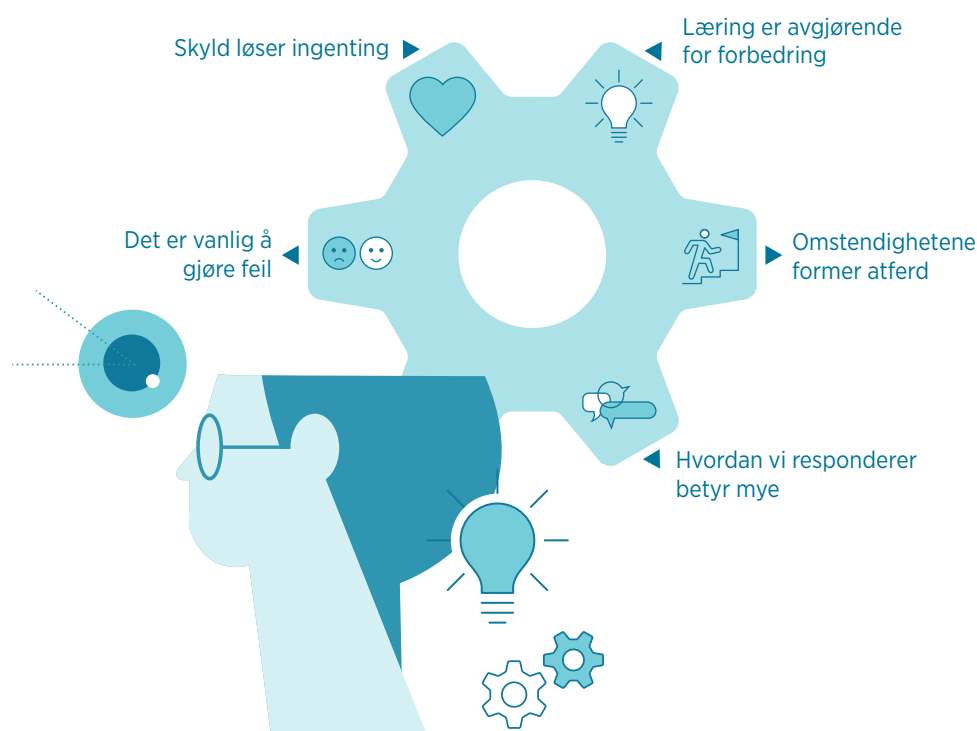 Skyld løser ingenting
Læring er avgjørende
for forbedring
Det er vanlig å
gjøre feil
Omstendighetene
former atferd
Hvordan vi responderer
betyr mye